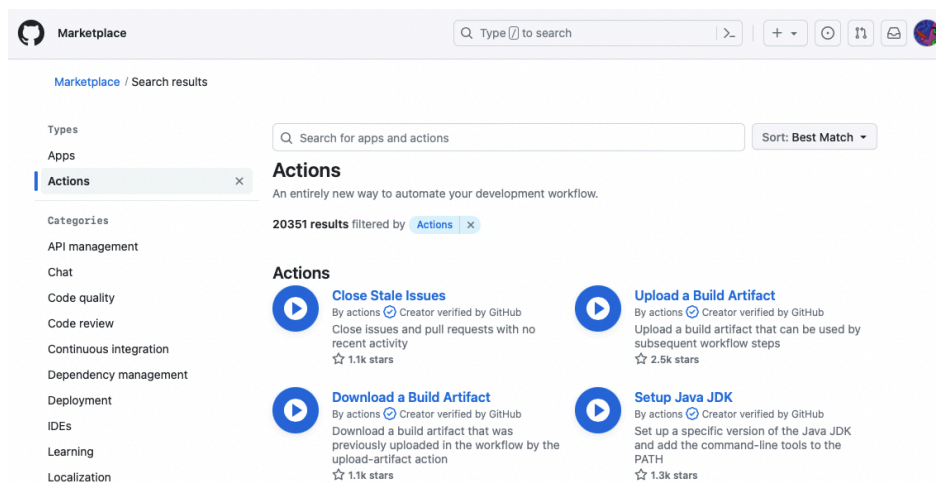 Marketplace
Type / to search
Marketplace / Search results
Types
Apps
Actions
Categories
API management
Chat
Code quality
Code review
Continuous integration
Dependency management
Deployment
IDEs
Learning
Localization
Search for apps and actions
Sort: Best Match
Actions
An entirely new way to automate your development workflow.
20351 results filtered by Actions
Actions
Close Stale Issues
By actions Creator verified by GitHub
Close issues and pull requests with no
recent activity
1.1k stars
Upload a Build Artifact
By actions Creator verified by GitHub
Upload a build artifact that can be used by
subsequent workflow steps
2.5k stars
Download a Build Artifact
By actions Creator verified by GitHub
Download a build artifact that was
previously uploaded in the workflow by the
upload-artifact action
1.1k stars
Setup Java JDK
By actions Creator verified by GitHub
Set up a specific version of the Java JDK
and add the command-line tools to the
PATH
1.3k stars